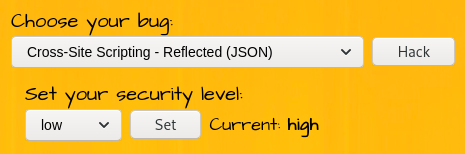 Choose your bug:
Cross-Site Scripting - Reflected (JSON) Hack
Set your security level:
low Set Current: high